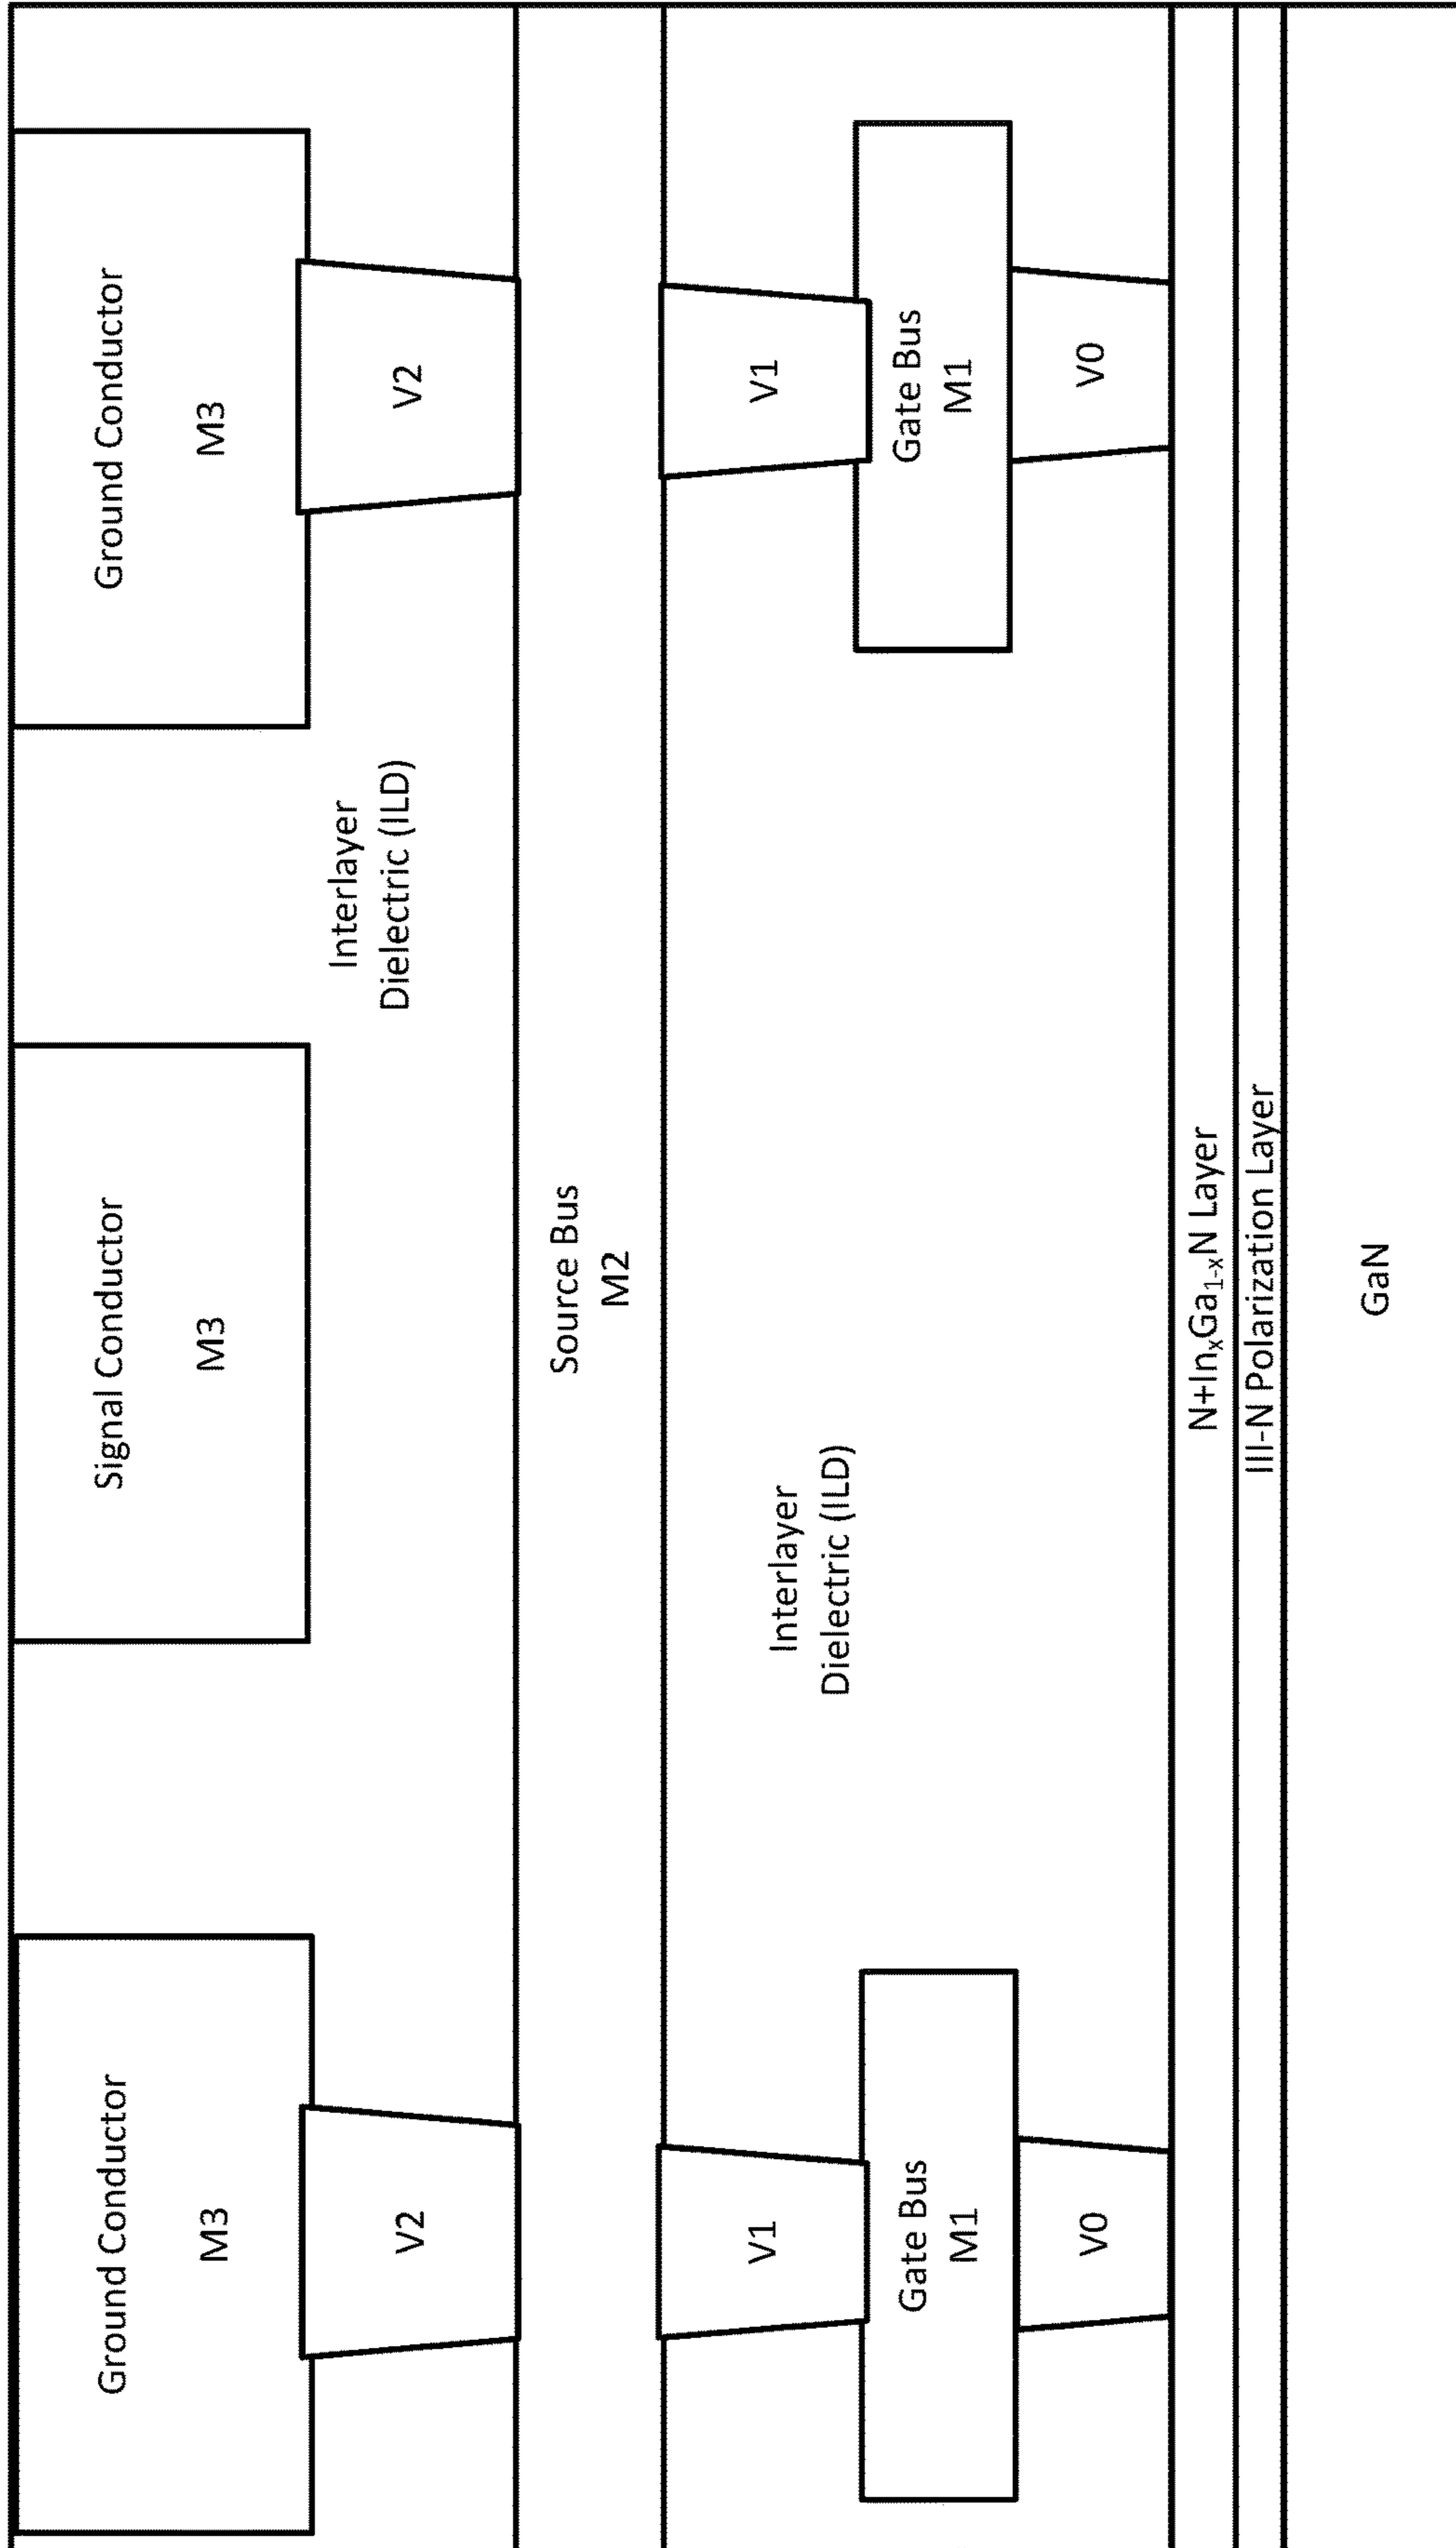 Ground Conductor
M3
Signal Conductor
M3
Ground Conductor
M3
V2
Interlayer
Dielectric (ILD)
V2
Source Bus
M2
V1
Interlayer
Dielectric (ILD)
V1
Gate Bus
M1
Gate Bus
M1
V0
V0
N+InₓGa₁₋ₓN Layer
III-N Polarization Layer
GaN